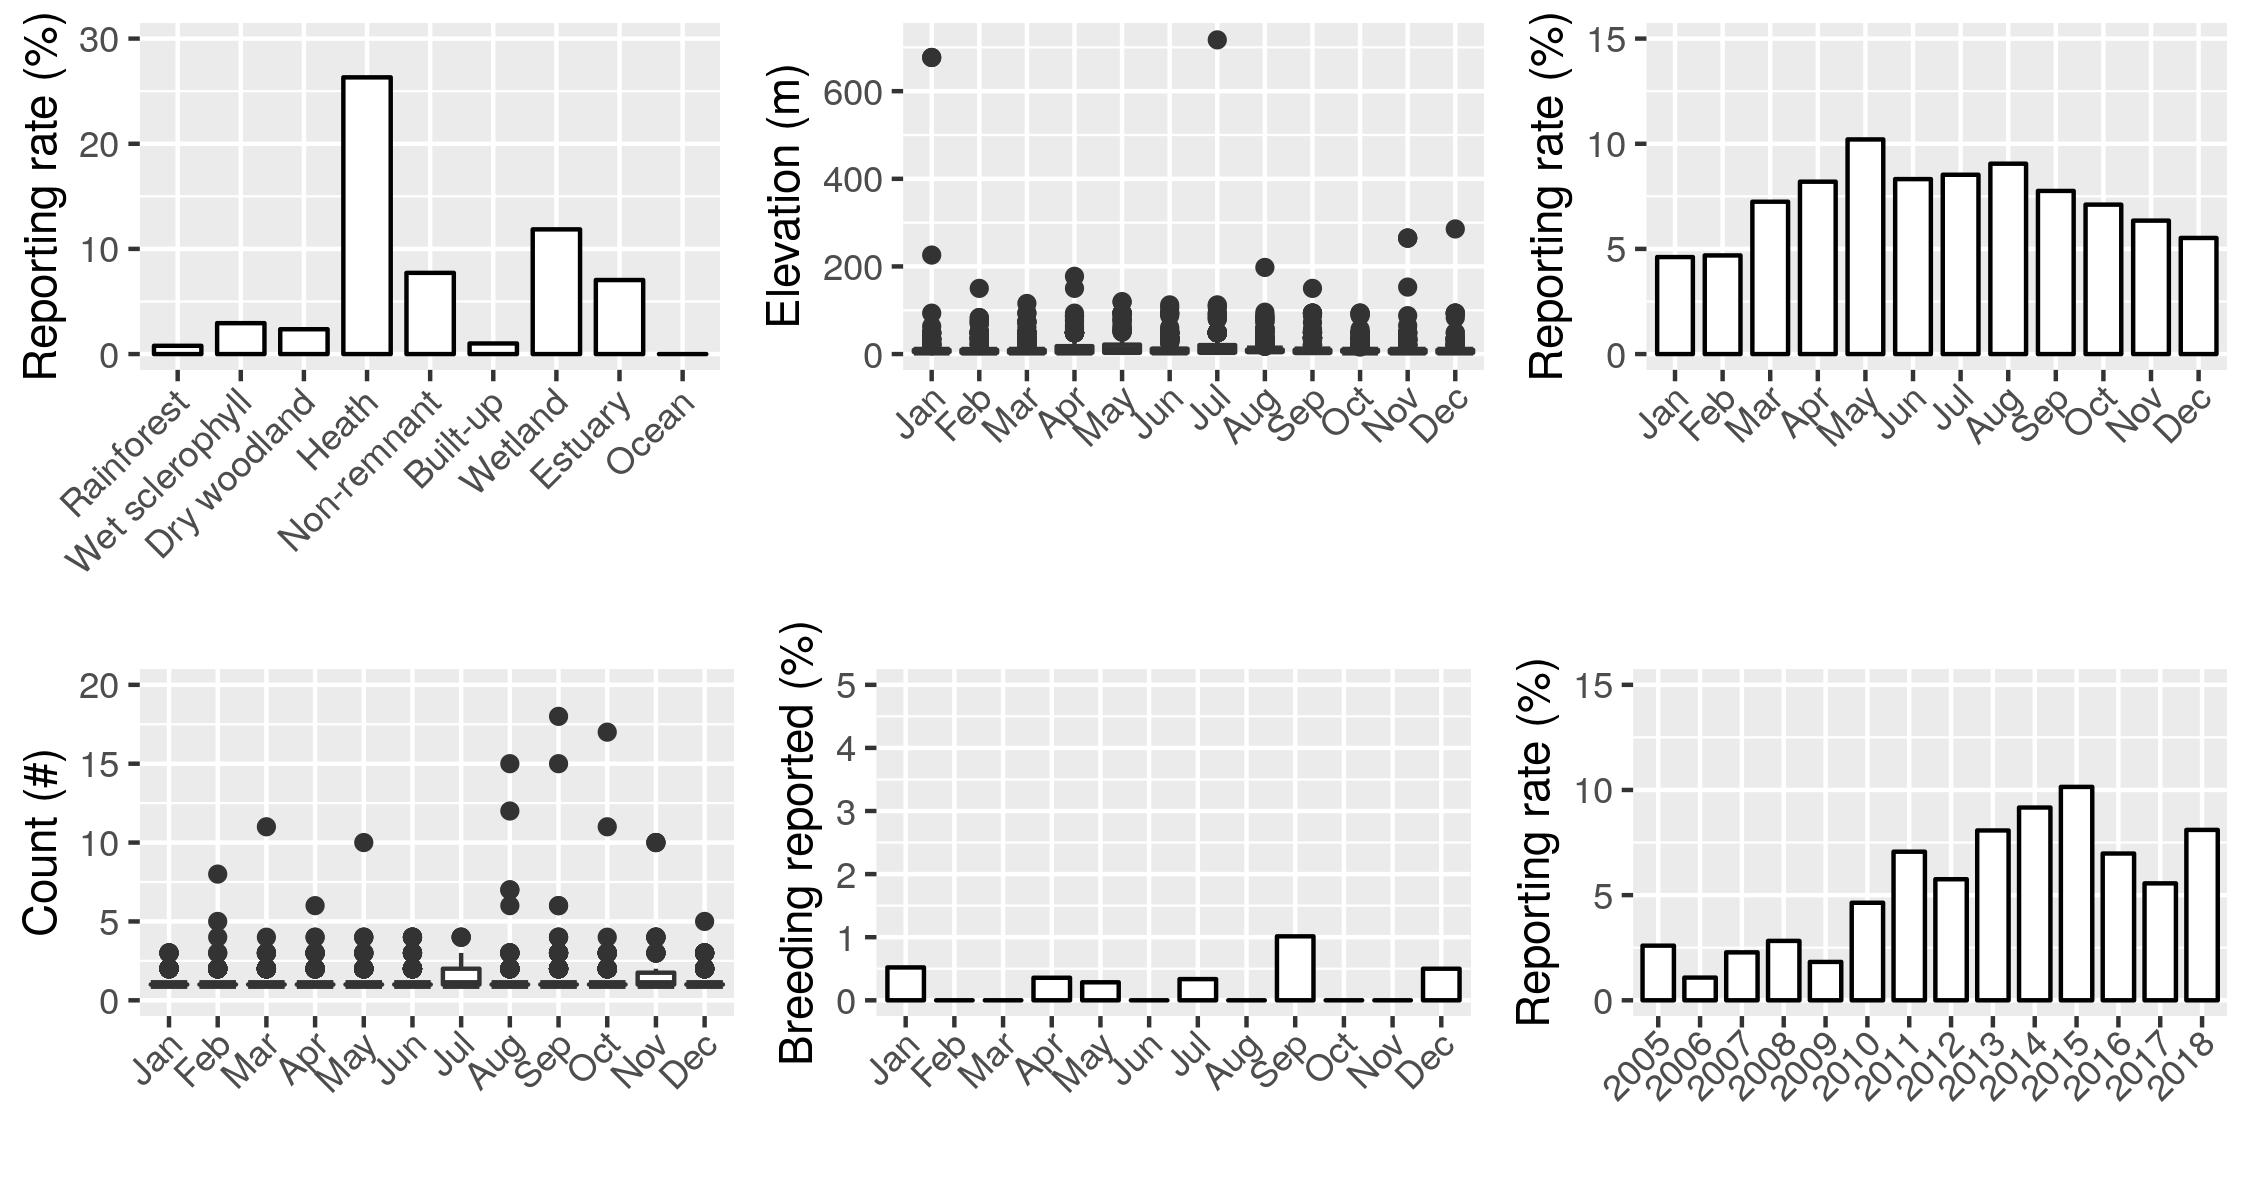 Reporting rate (%)
30
20
10
0
Rainforest
Wet sclerophyll
Dry woodland
Heath
Non-remnant
Built-up
Wetland
Estuary
Ocean
Elevation (m)
600
400
200
0
Jan
Feb
Mar
Apr
May
Jun
Jul
Aug
Sep
Oct
Nov
Dec
Reporting rate (%)
15
10
5
0
Jan
Feb
Mar
Apr
May
Jun
Jul
Aug
Sep
Oct
Nov
Dec
Count (#)
20
15
10
5
0
Jan
Feb
Mar
Apr
May
Jun
Jul
Aug
Sep
Oct
Nov
Dec
Breeding reported (%)
5
4
3
2
1
0
Jan
Feb
Mar
Apr
May
Jun
Jul
Aug
Sep
Oct
Nov
Dec
Reporting rate (%)
15
10
5
0
2005
2006
2007
2008
2009
2010
2011
2012
2013
2014
2015
2016
2017
2018